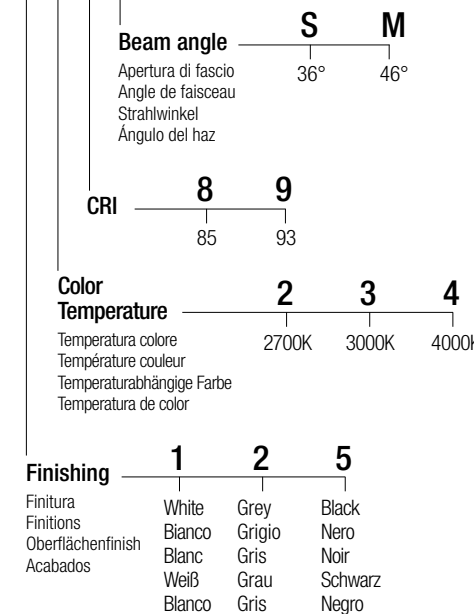 S M
Beam angle
Apertura di fascio
Angle de faisceau
Strahlwinkel
Ángulo del haz
36° 46°
8 9
CRI
85 93
Color
Temperature
2 3 4
Temperatura colore
Température couleur
Temperaturabhängige Farbe
Temperatura de color
2700K 3000K 4000K
Finishing
1 2 5
Finitura
Finitions
Oberflächenfinish
Acabados
White Grey Black
Bianco Grigio Nero
Blanc Gris Noir
Weiß Grau Schwarz
Blanco Gris Negro